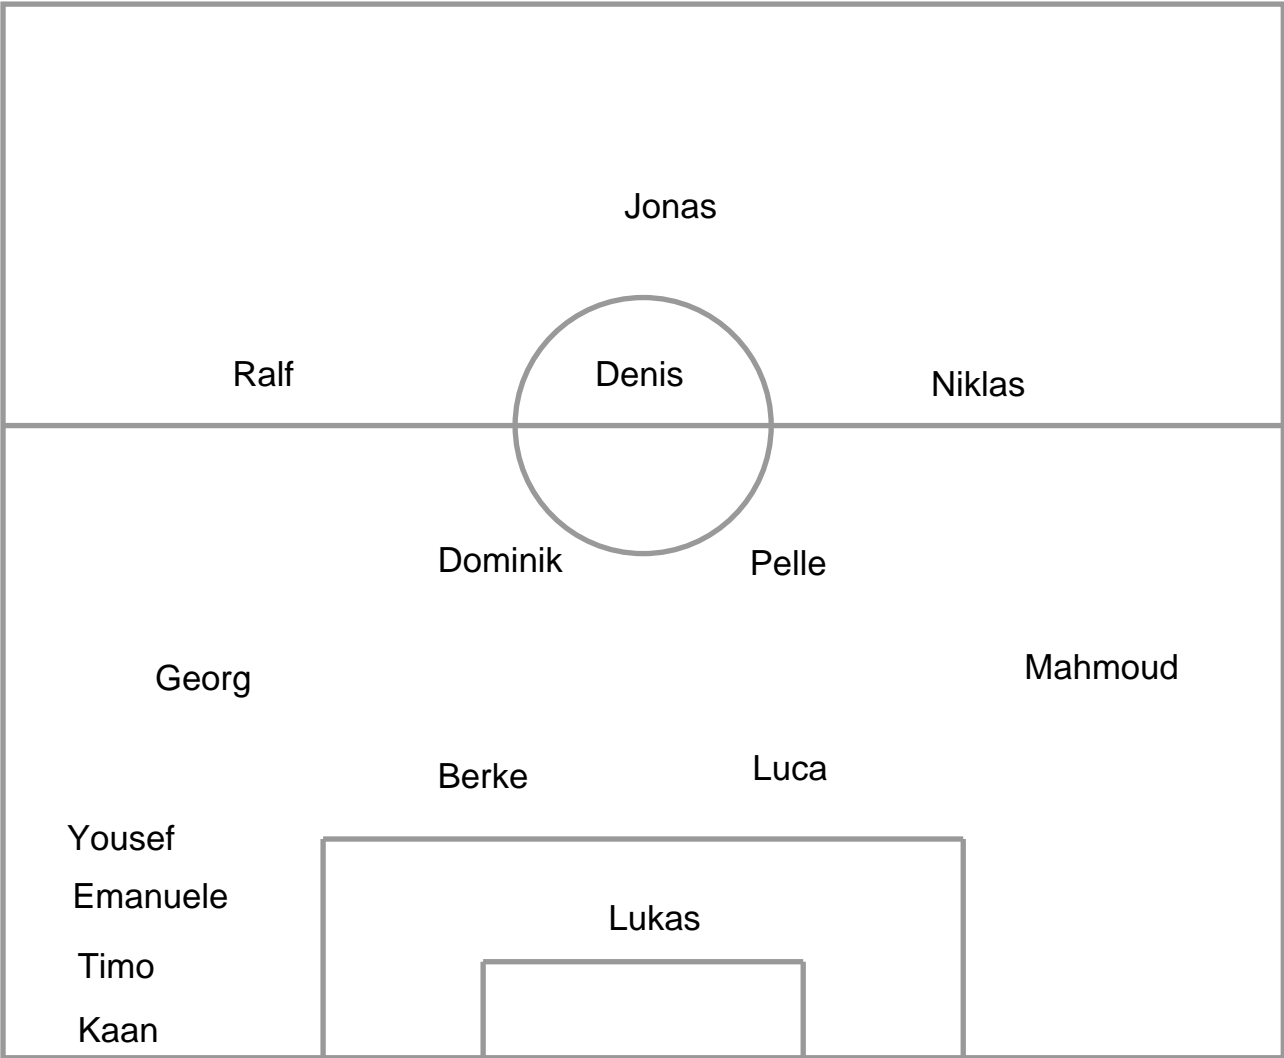 Jonas
Ralf Denis Niklas
Dominik Pelle
Georg Mahmoud
Berke Luca
Yousef
Emanuele
Lukas
Timo
Kaan